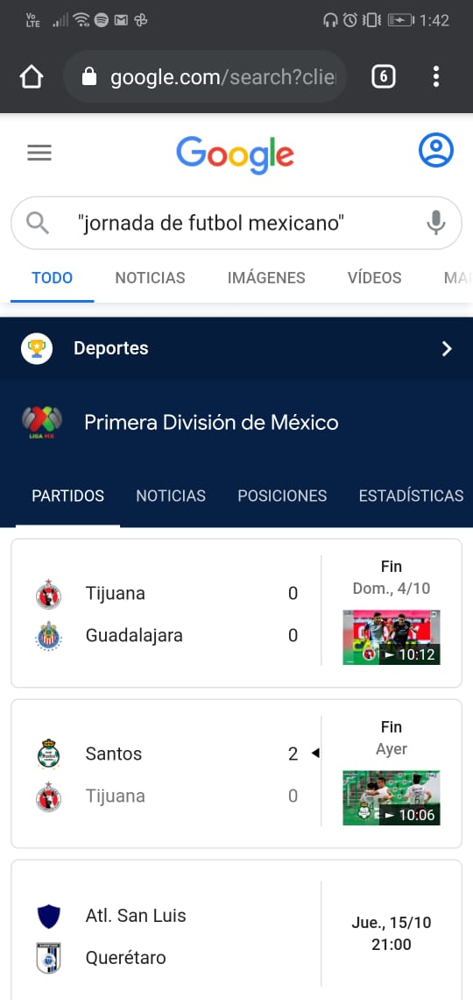 Vo
LTE
1:42
google.com/search?clie
6
Google
"jornada de futbol mexicano"
TODO NOTICIAS IMÁGENES VÍDEOS MA
Deportes
LIGA MX
Primera División de México
PARTIDOS NOTICIAS POSICIONES ESTADÍSTICAS
Tijuana 0
Guadalajara 0
Fin
Dom., 4/10
10:12
Santos 2
Tijuana 0
Fin
Ayer
10:06
Atl. San Luis
Querétaro
Jue., 15/10
21:00